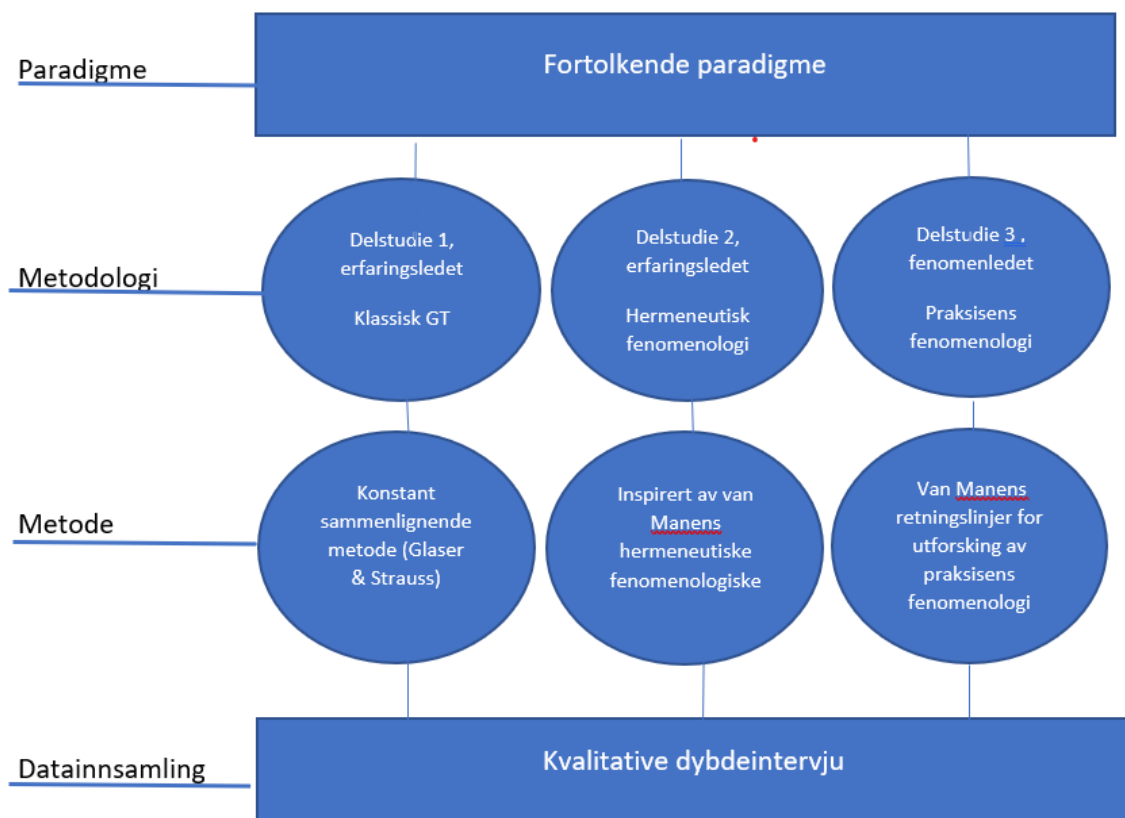 Paradigme
Fortolkende paradigme
Metodologi
Delstudie 1,
erfaringsledet
Klassisk GT
Delstudie 2,
erfaringsledet
Hermeneutisk
fenomenologi
Delstudie 3 ,
fenomenledet
Praksisens
fenomenologi
Metode
Konstant
sammenlignende
metode (Glaser
& Strauss)
Inspirert av van
Manens
hermeneutiske
fenomenologiske
Van Manens
retningslinjer for
utforsking av
praksisens
fenomenologi
Datainnsamling
Kvalitative dybdeintervju